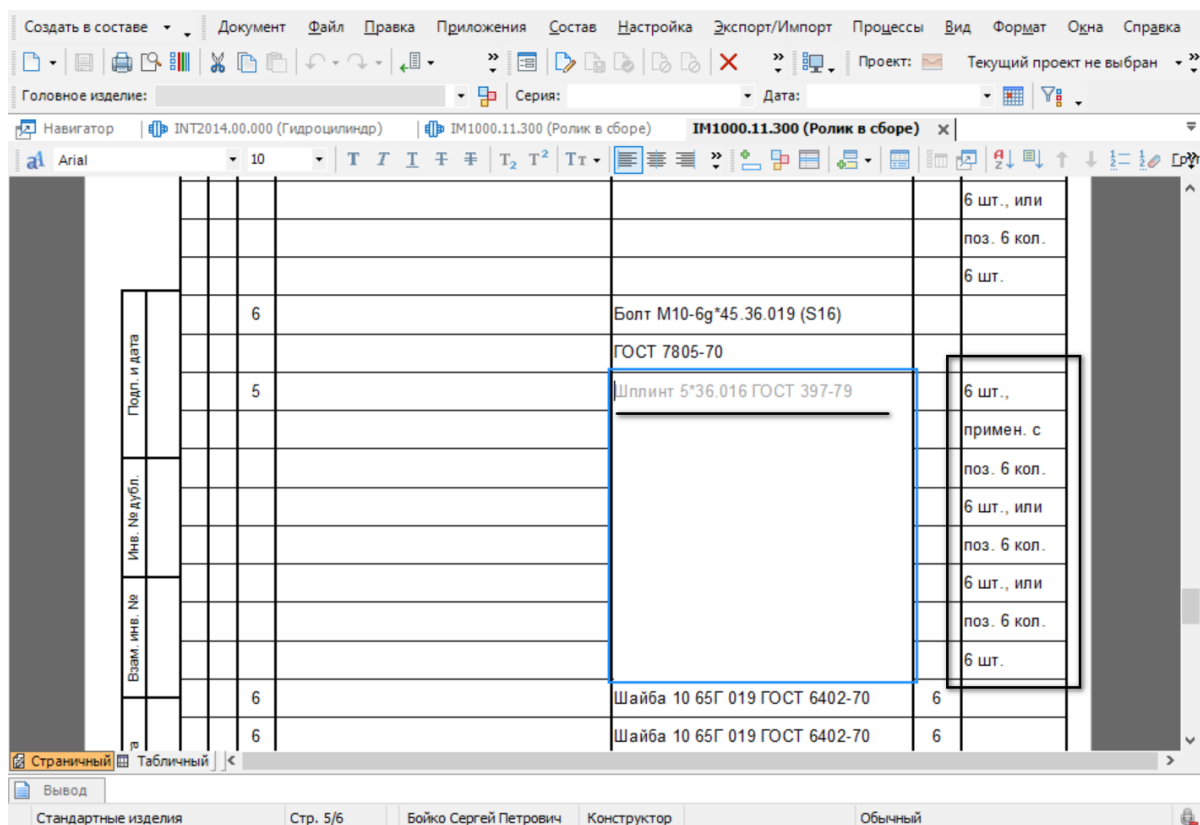 Создать в составе Документ Файл Правка Приложения Состав Настройка Экспорт/Импорт Процессы Вид Формат Окна Справка
Проект: Текущий проект не выбран
Головное изделие: Серия: Дата:
Навигатор INT2014.00.000 (Гидроцилиндр) IM1000.11.300 (Ролик в сборе) IM1000.11.300 (Ролик в сборе)
Arial 10
6 шт., или
поз. 6 кол.
6 шт.
6 Болт М10-6g*45.36.019 (S16)
ГОСТ 7805-70
5 Шплинт 5*36.016 ГОСТ 397-79 6 шт.,
примен. с
поз. 6 кол.
6 шт., или
поз. 6 кол.
6 шт., или
поз. 6 кол.
6 шт.
6 Шайба 10 65Г 019 ГОСТ 6402-70 6
6 Шайба 10 65Г 019 ГОСТ 6402-70 6
Подп. и дата
Инв. № дубл.
Взам. инв. №
Страничный Табличный
Вывод
Стандартные изделия Стр. 5/6 Бойко Сергей Петрович Конструктор Обычный